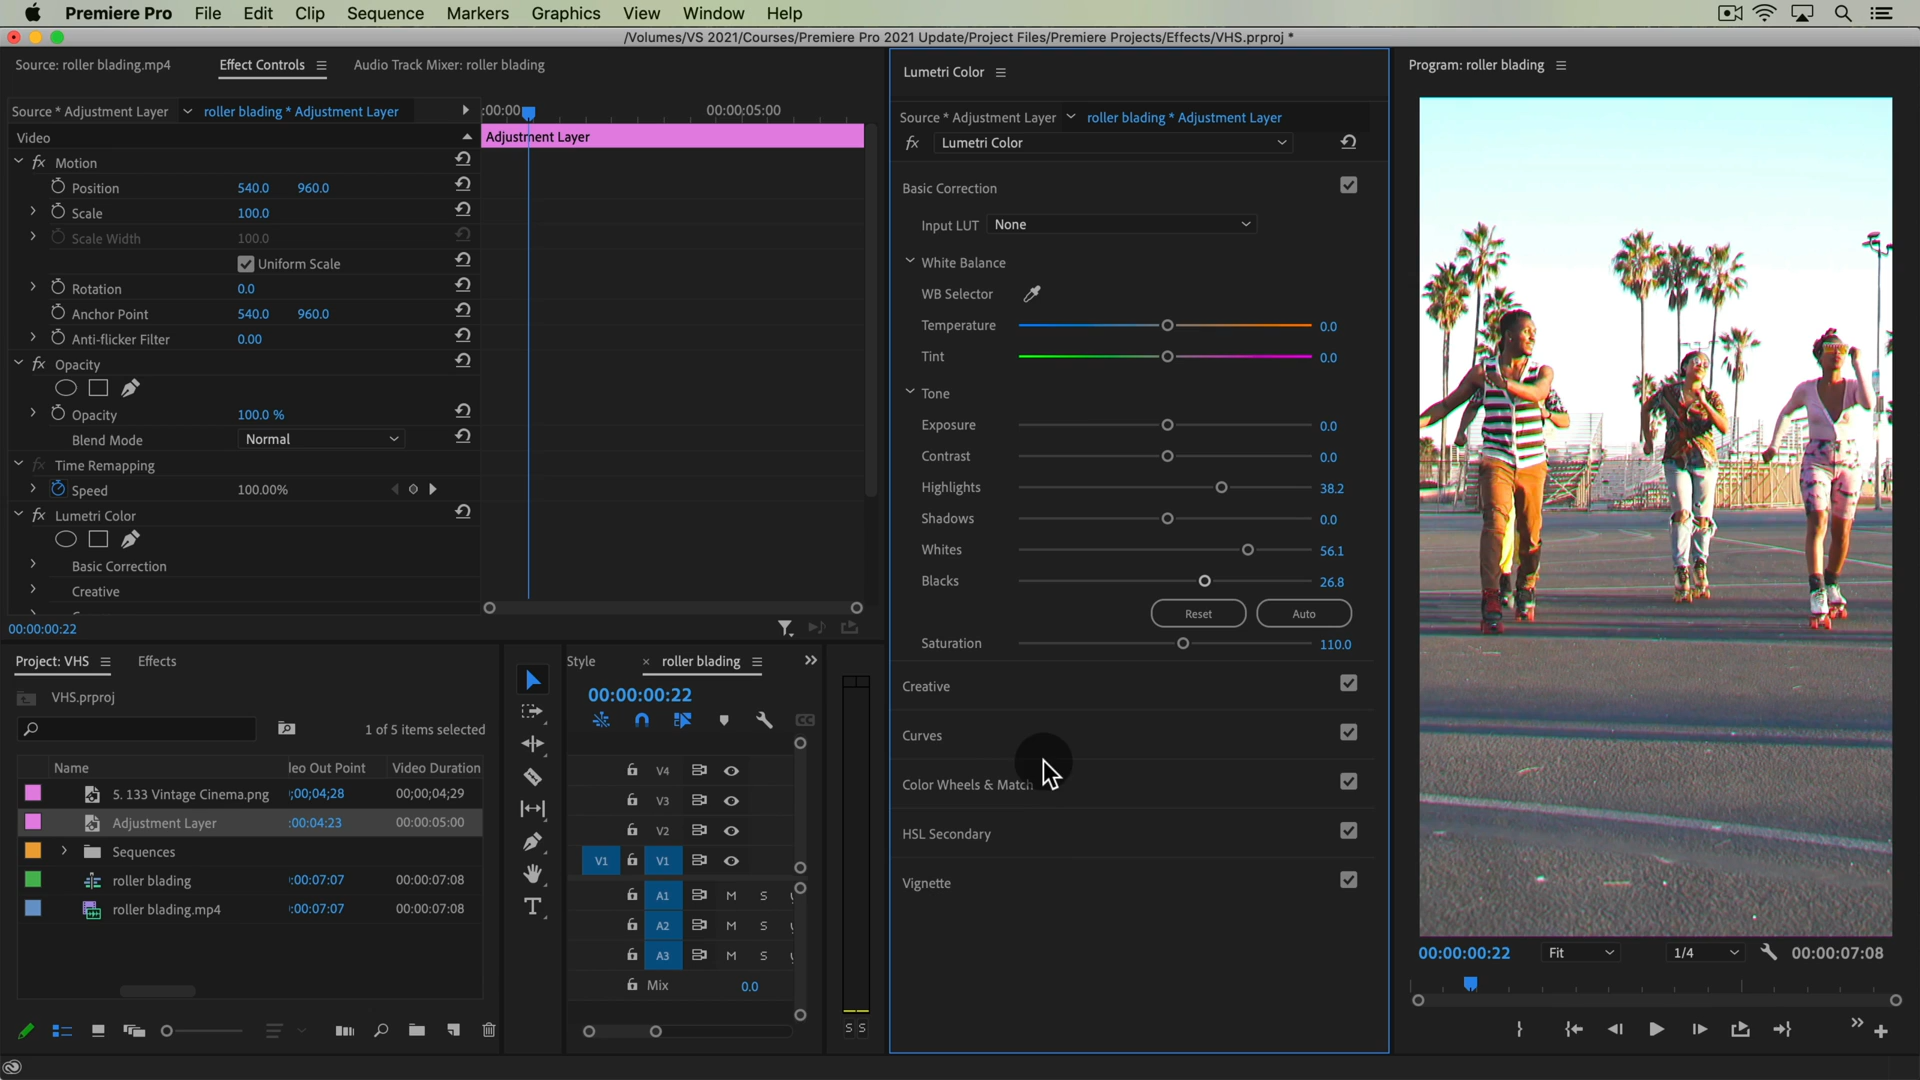 Premiere Pro File Edit Clip Sequence Markers Graphics View Window Help
/Volumes/VS 2021/Courses/Premiere Pro 2021 Update/Project Files/Premiere Projects/Effects/VHS.prproj *
Source: roller blading.mp4 Effect Controls Audio Track Mixer: roller blading
Source * Adjustment Layer roller blading * Adjustment Layer
:00:00 00:00:05:00
Video
Adjustment Layer
fx Motion
Position 540.0 960.0
Scale 100.0
Scale Width 100.0
Uniform Scale
Rotation 0.0
Anchor Point 540.0 960.0
Anti-flicker Filter 0.00
fx Opacity
Opacity 100.0 %
Blend Mode Normal
fx Time Remapping
Speed 100.00%
fx Lumetri Color
Basic Correction
Creative
00:00:00:22
Project: VHS Effects
VHS.prproj
1 of 5 items selected
Name leo Out Point Video Duration
5. 133 Vintage Cinema.png ;00;04;28 00;00;04;29
Adjustment Layer :00:04:23 00:00:05:00
Sequences
roller blading :00:07:07 00:00:07:08
roller blading.mp4 :00:07:07 00:00:07:08
Style × roller blading
00:00:00:22
CC
V4
V3
V2
V1 V1
A1 M S
A2 M S
A3 M S
Mix 0.0
S S
Lumetri Color
Source * Adjustment Layer roller blading * Adjustment Layer
fx Lumetri Color
Basic Correction
Input LUT None
White Balance
WB Selector
Temperature 0.0
Tint 0.0
Tone
Exposure 0.0
Contrast 0.0
Highlights 38.2
Shadows 0.0
Whites 56.1
Blacks 26.8
Reset Auto
Saturation 110.0
Creative
Curves
Color Wheels & Match
HSL Secondary
Vignette
Program: roller blading
00:00:00:22 Fit 1/4 00:00:07:08